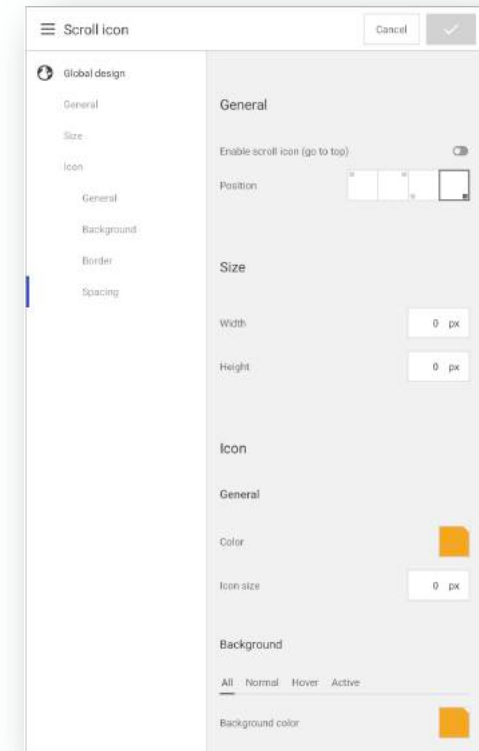 Scroll icon
Cancel
Global design
General
Size
Icon
General
Background
Border
Spacing
General
Enable scroll icon (go to top)
Position
Size
Width 0 px
Height 0 px
Icon
General
Color
Icon size 0 px
Background
All Normal Hover Active
Background color